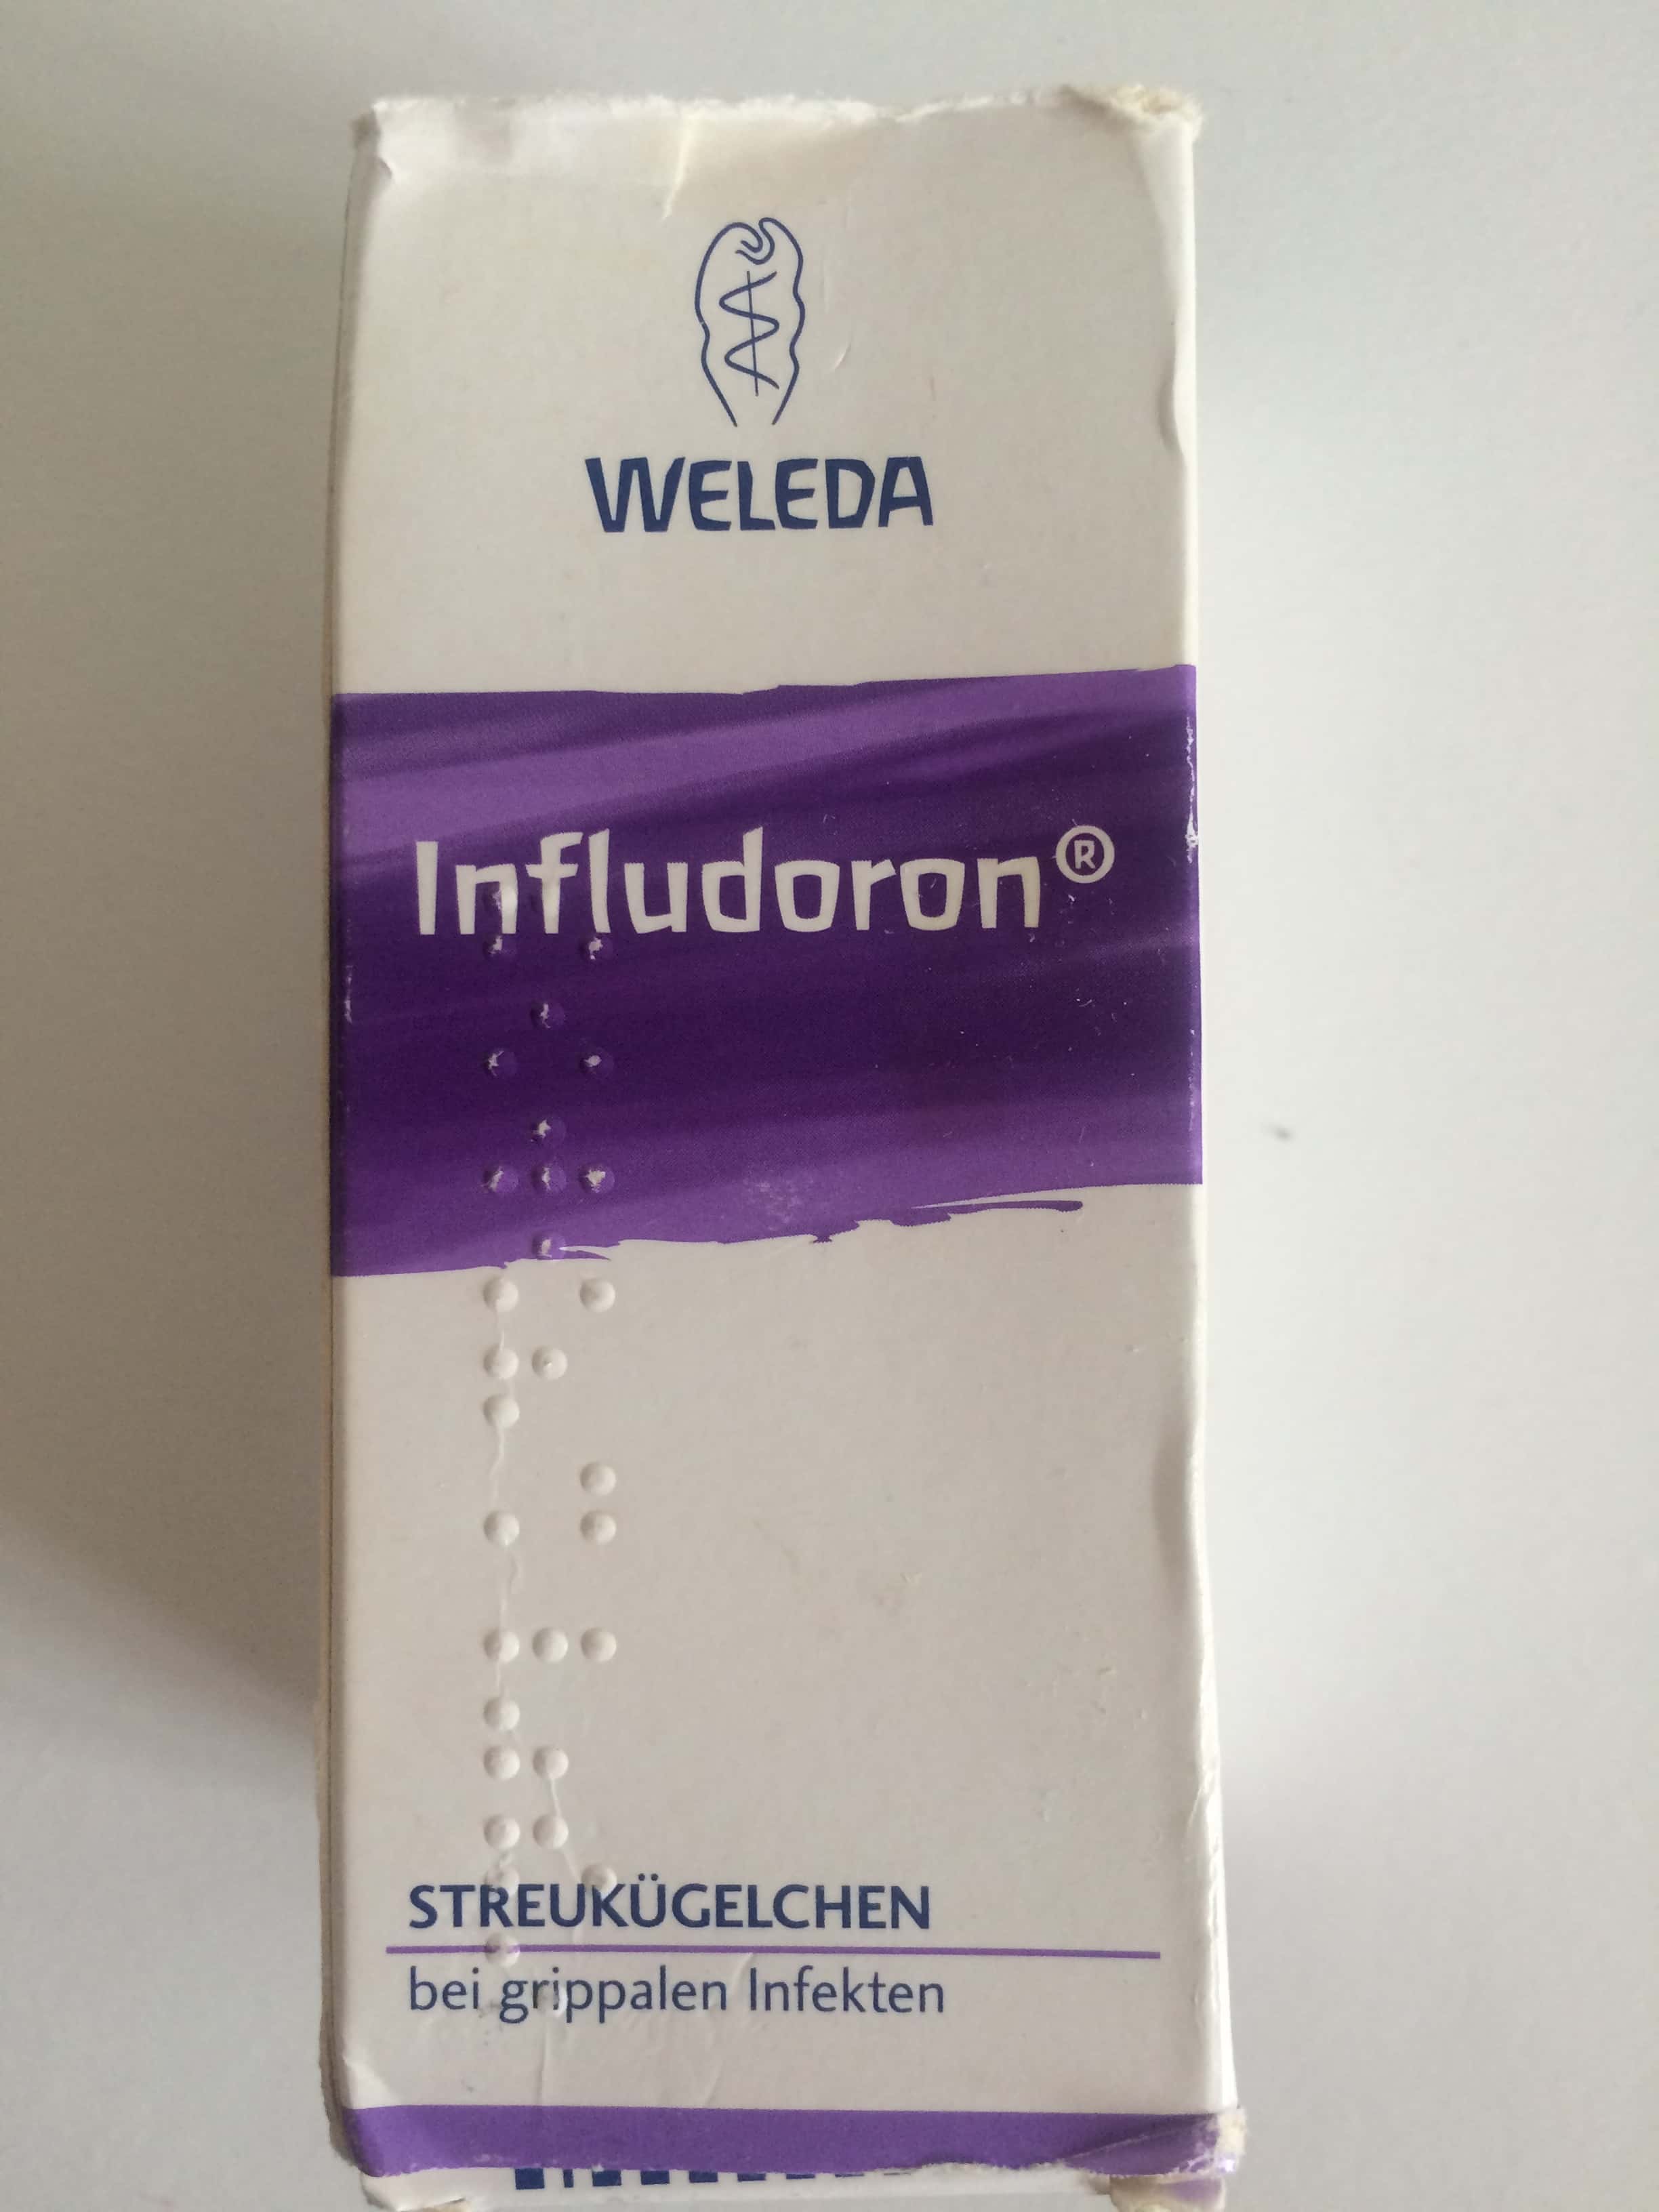 WELEDA
Infludoron®
STREUKÜGELCHEN
bei grippalen Infekten